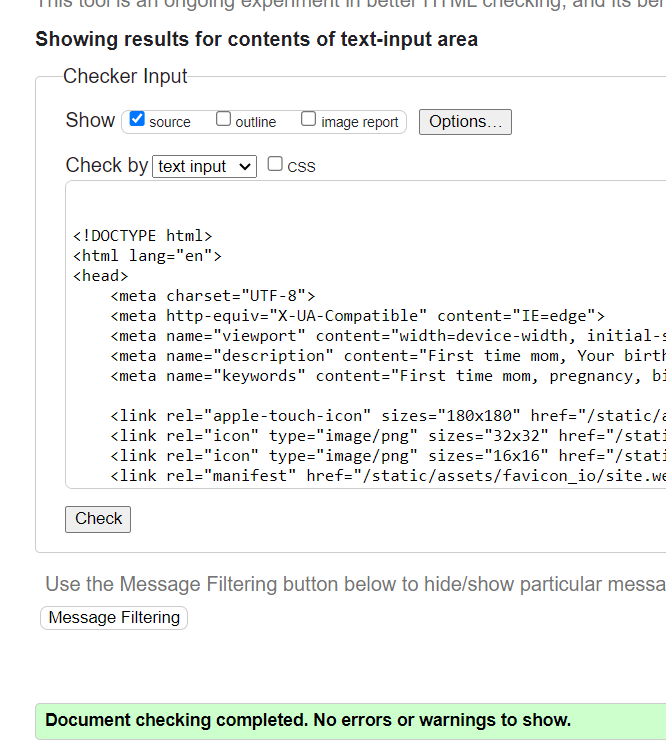 This tool is an ongoing experiment in better HTML checking, and its be
Showing results for contents of text-input area
Checker Input
Show source outline image report Options...
Check by text input CSS
<!DOCTYPE html>
<html lang="en">
<head>
<meta charset="UTF-8">
<meta http-equiv="X-UA-Compatible" content="IE=edge">
<meta name="viewport" content="width=device-width, initial-s
<meta name="description" content="First time mom, Your birth
<meta name="keywords" content="First time mom, pregnancy, bi
<link rel="apple-touch-icon" sizes="180x180" href="/static/a
<link rel="icon" type="image/png" sizes="32x32" href="/stati
<link rel="icon" type="image/png" sizes="16x16" href="/stati
<link rel="manifest" href="/static/assets/favicon_io/site.we
Check
Use the Message Filtering button below to hide/show particular messa
Message Filtering
Document checking completed. No errors or warnings to show.